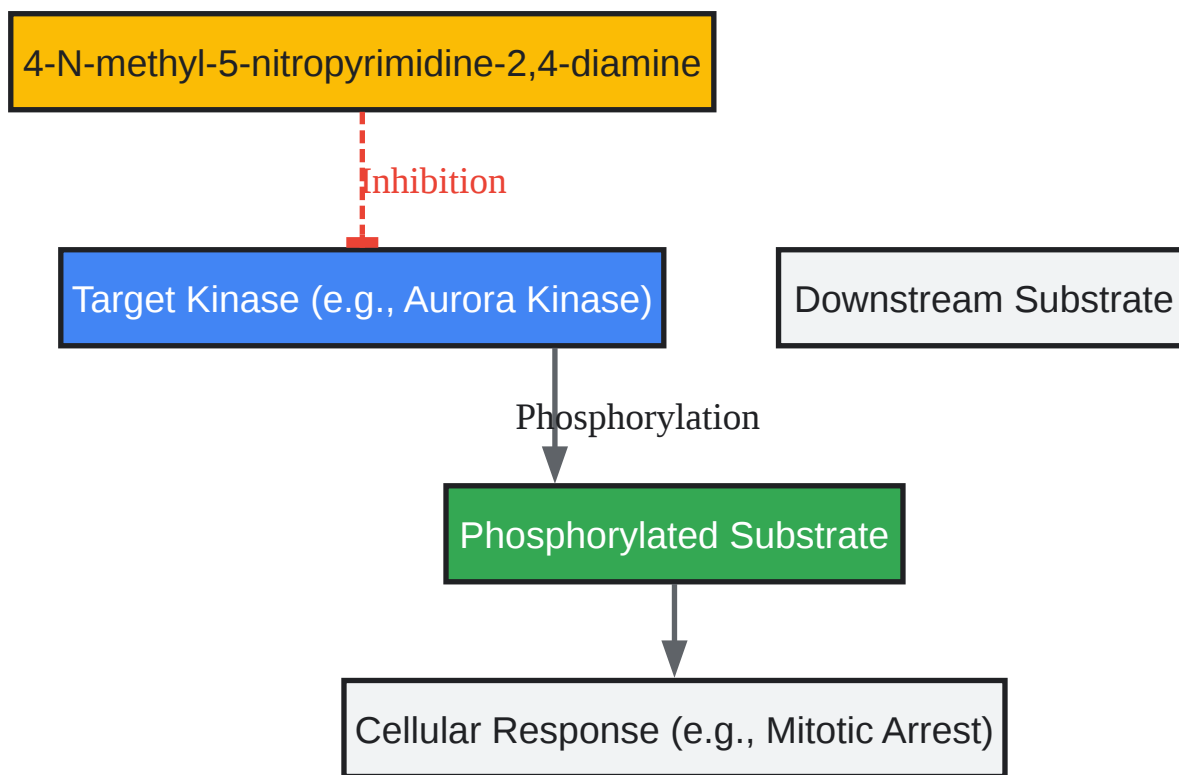 4-N-methyl-5-nitropyrimidine-2,4-diamine
Inhibition
Target Kinase (e.g., Aurora Kinase)
Downstream Substrate
Phosphorylation
Phosphorylated Substrate
Cellular Response (e.g., Mitotic Arrest)